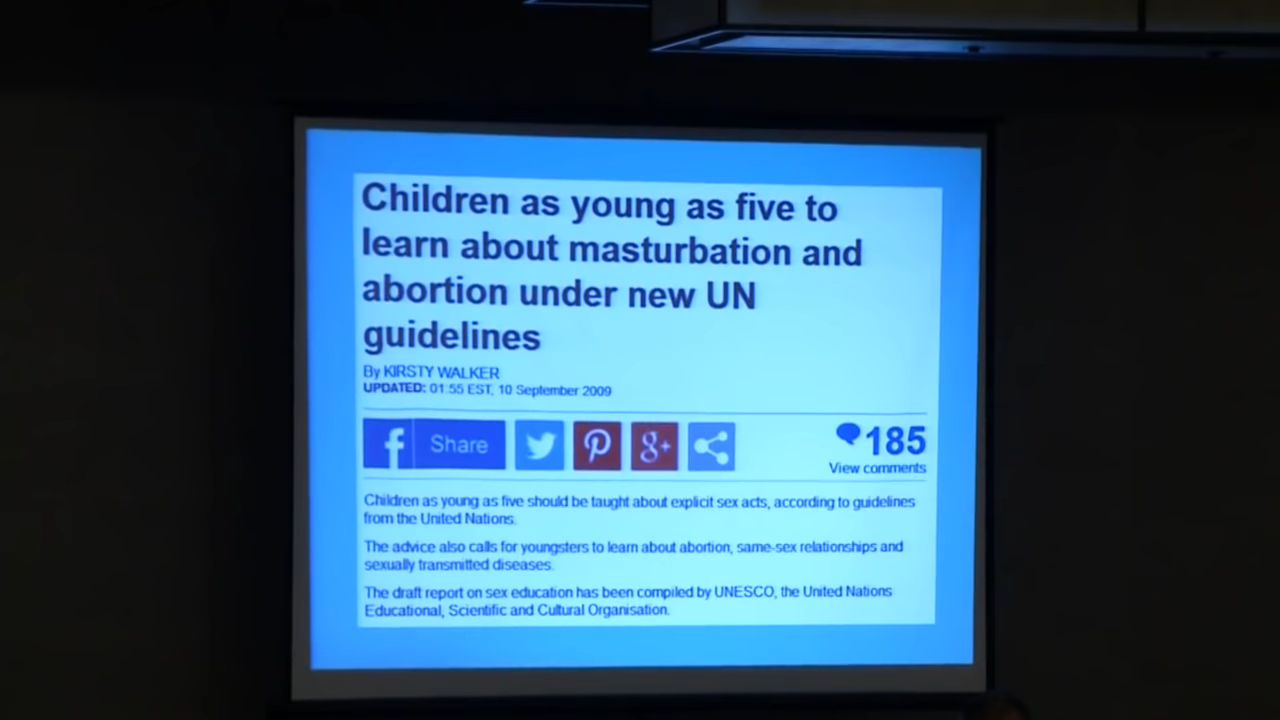 Children as young as five to
learn about masturbation and
abortion under new UN
guidelines
By KIRSTY WALKER
UPDATED: 01:55 EST, 10 September 2009
f Share
g+
185
View comments
Children as young as five should be taught about explicit sex acts, according to guidelines
from the United Nations.
The advice also calls for youngsters to learn about abortion, same-sex relationships and
sexually transmitted diseases.
The draft report on sex education has been compiled by UNESCO, the United Nations
Educational, Scientific and Cultural Organisation.